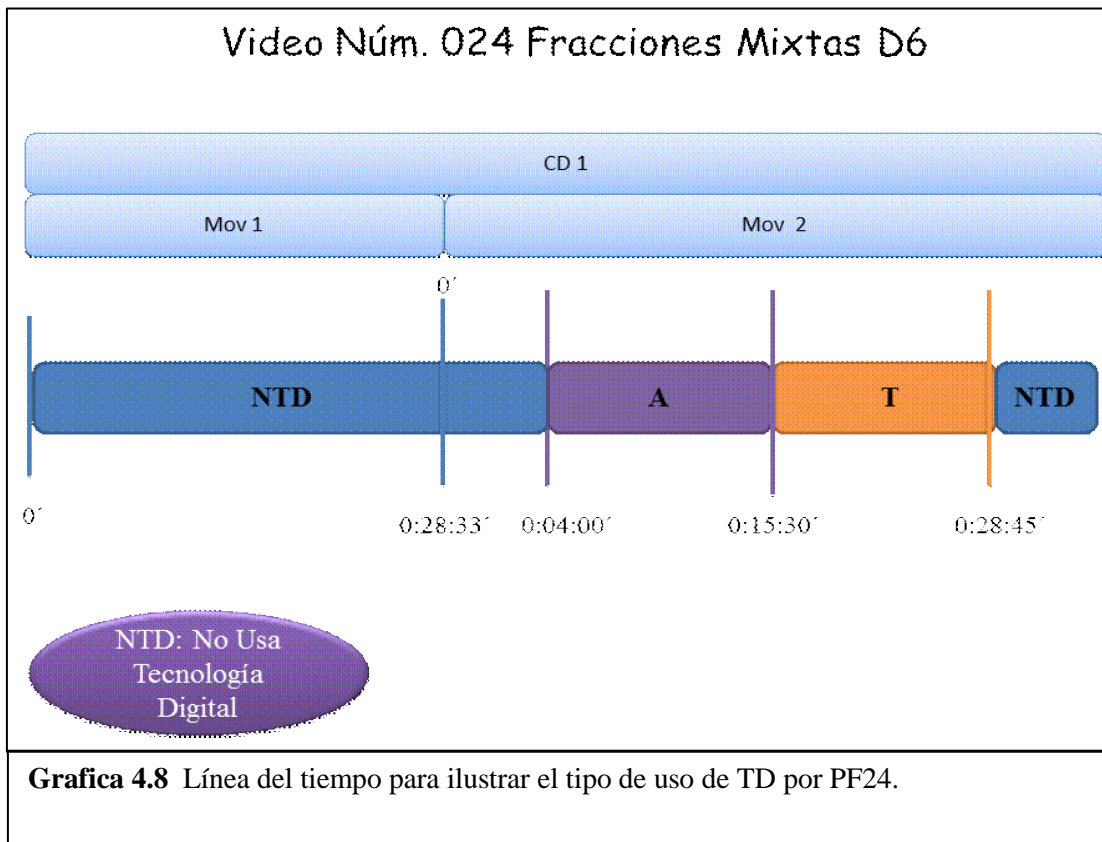 Video Núm. 024 Fracciones Mixtas D6
CD 1
Mov 1
Mov 2
0´
NTD
A
T
NTD
0´
0:28:33´
0:04:00´
0:15:30´
0:28:45´
NTD: No Usa
Tecnología
Digital
Grafica 4.8 Línea del tiempo para ilustrar el tipo de uso de TD por PF24.